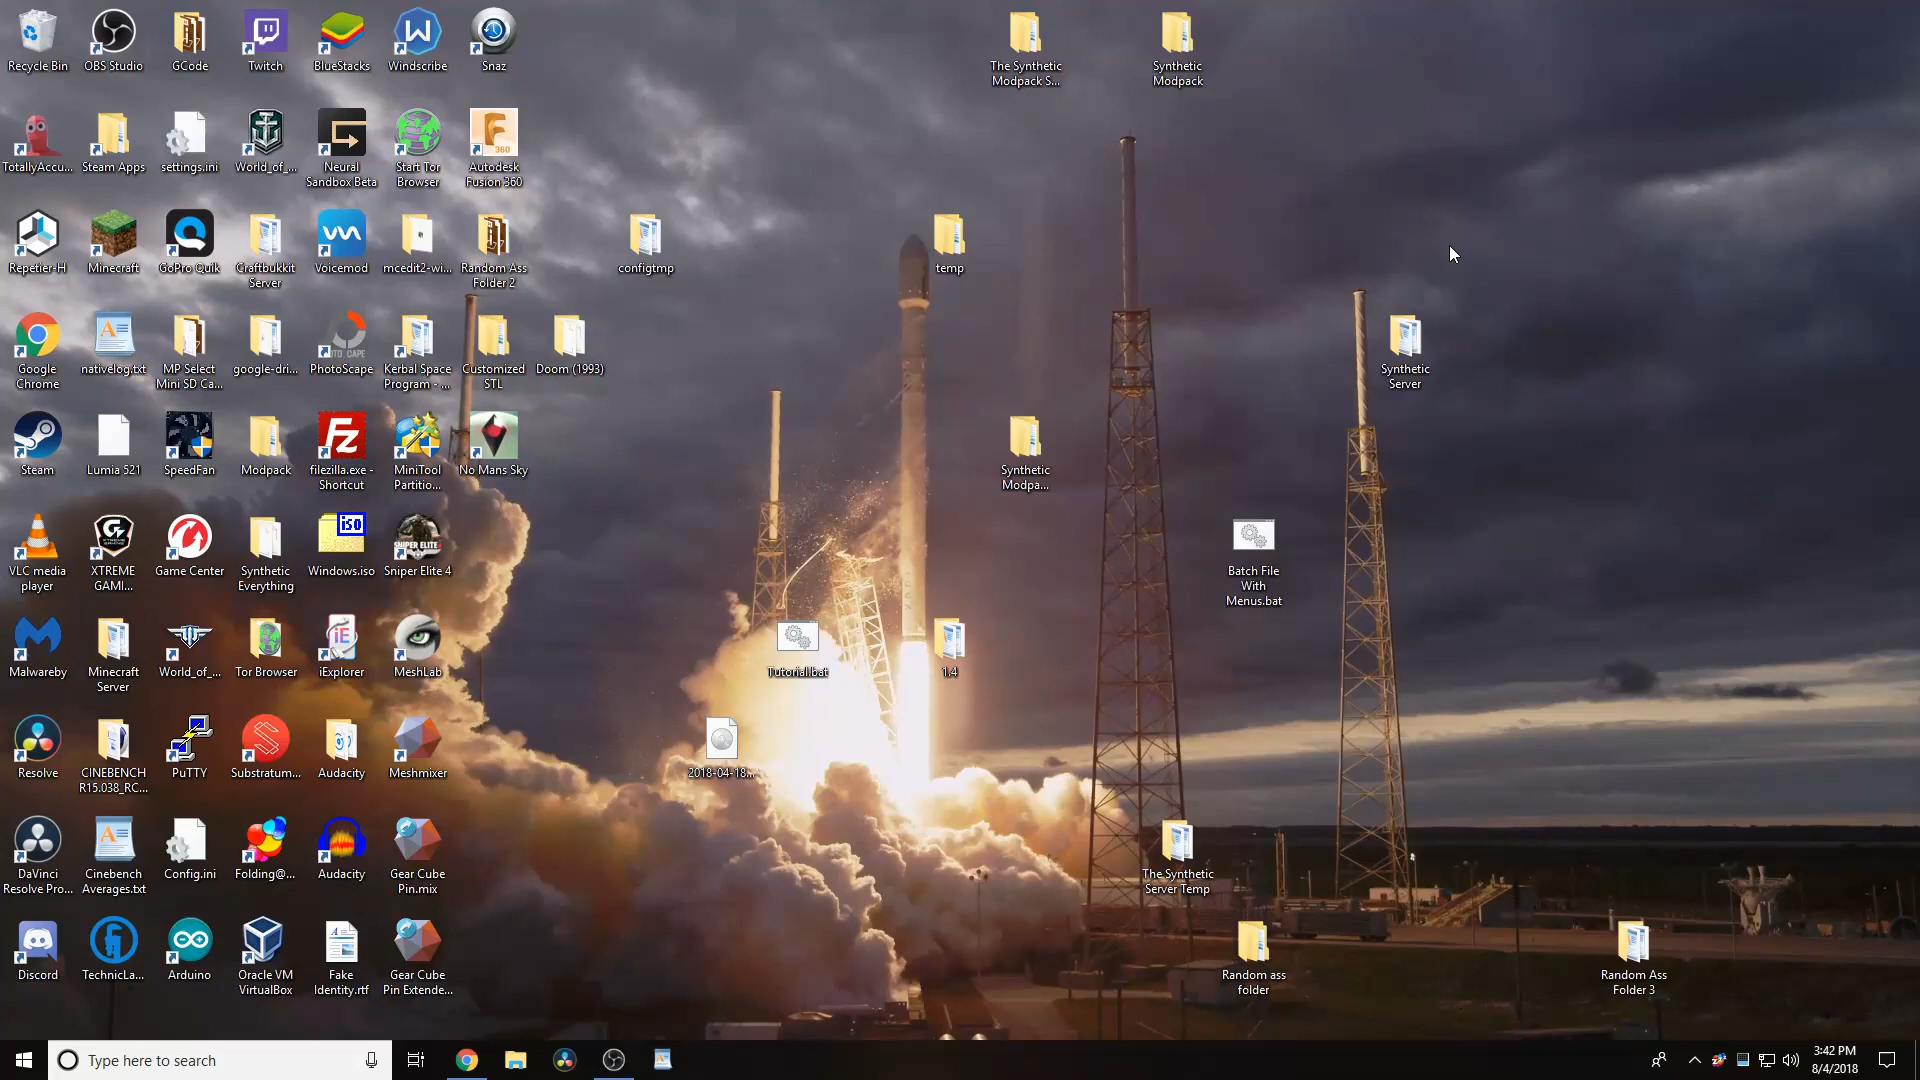 Recycle Bin
OBS Studio
GCode
Twitch
BlueStacks
Windscribe
Snaz
The Synthetic
Modpack S...
Synthetic
Modpack
TotallyAccu...
Steam Apps
settings.ini
World_of_...
Neural
Sandbox Beta
Start Tor
Browser
Autodesk
Fusion 360
360
Repetier-H
Minecraft
GoPro Quik
Craftbukkit
Server
Voicemod
mcedit2-wi...
Random Ass
Folder 2
configtmp
temp
Google
Chrome
nativelog.txt
MP Select
Mini SD Ca...
google-dri...
PhotoScape
Kerbal Space
Program - ...
Customized
STL
Doom (1993)
Synthetic
Server
Steam
Lumia 521
SpeedFan
Modpack
filezilla.exe -
Shortcut
MiniTool
Partitio...
No Mans Sky
Synthetic
Modpa...
VLC media
player
XTREME
GAMI...
Game Center
Synthetic
Everything
iso
Windows.iso
SNIPER ELITE
Sniper Elite 4
Batch File
With
Menus.bat
Malwareby
Minecraft
Server
World_of_...
Tor Browser
iE
iExplorer
MeshLab
Tutorial.bat
1.4
Resolve
CINEBENCH
R15.038_RC...
PuTTY
Substratum...
Audacity
Meshmixer
2018-04-18...
DaVinci
Resolve Pro...
Cinebench
Averages.txt
Config.ini
Folding@...
Audacity
Gear Cube
Pin.mix
The Synthetic
Server Temp
Discord
TechnicLa...
Arduino
Oracle VM
VirtualBox
Fake
Identity.rtf
Gear Cube
Pin Extende...
Random ass
folder
Random Ass
Folder 3
Type here to search
3:42 PM
8/4/2018